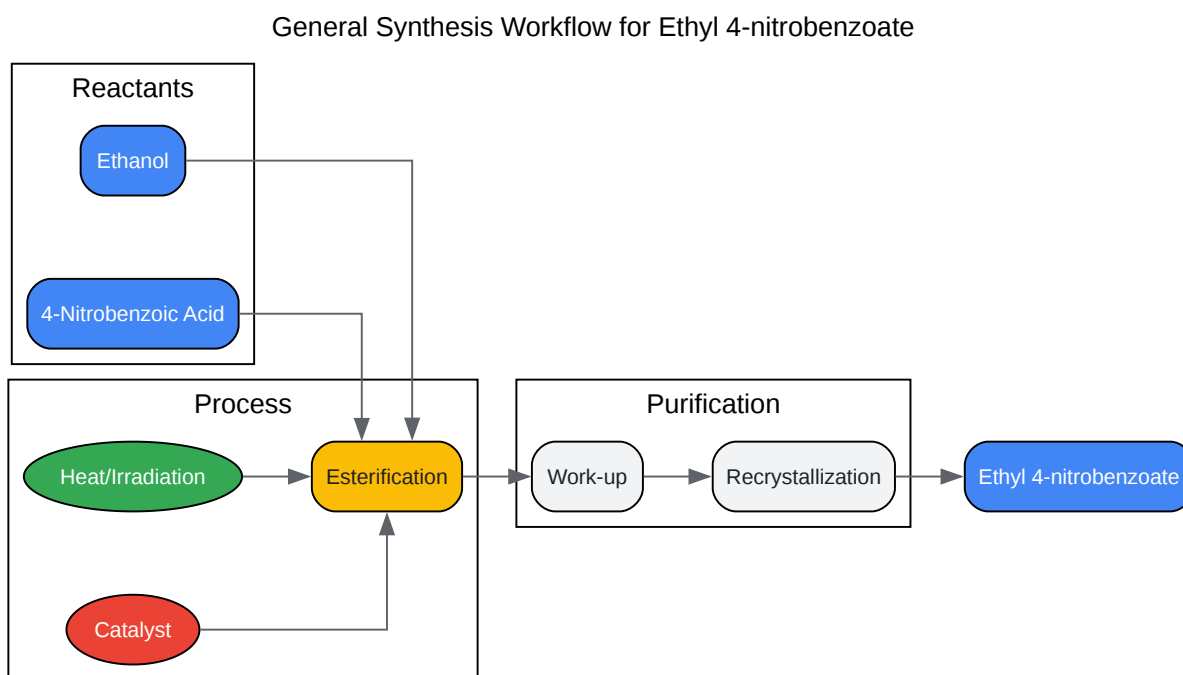 General Synthesis Workflow for Ethyl 4-nitrobenzoate
Reactants
Ethanol
4-Nitrobenzoic Acid
Process
Heat/Irradiation
Esterification
Catalyst
Purification
Work-up
Recrystallization
Ethyl 4-nitrobenzoate